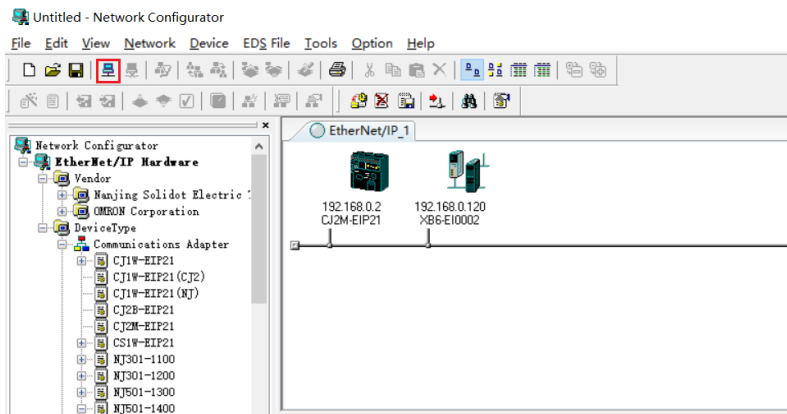 Untitled - Network Configurator
File Edit View Network Device EDS File Tools Option Help
EtherNet/IP_1
Network Configurator
EtherNet/IP Hardware
Vendor
Nanjing Solidot Electric
OMRON Corporation
DeviceType
Communications Adapter
CJ1W-EIP21
CJ1W-EIP21(CJ2)
CJ1W-EIP21(NJ)
CJ2B-EIP21
CJ2M-EIP21
CS1W-EIP21
NJ301-1100
NJ301-1200
NJ501-1300
NJ501-1400
192.168.0.2
CJ2M-EIP21
192.168.0.120
XB6-EI0002